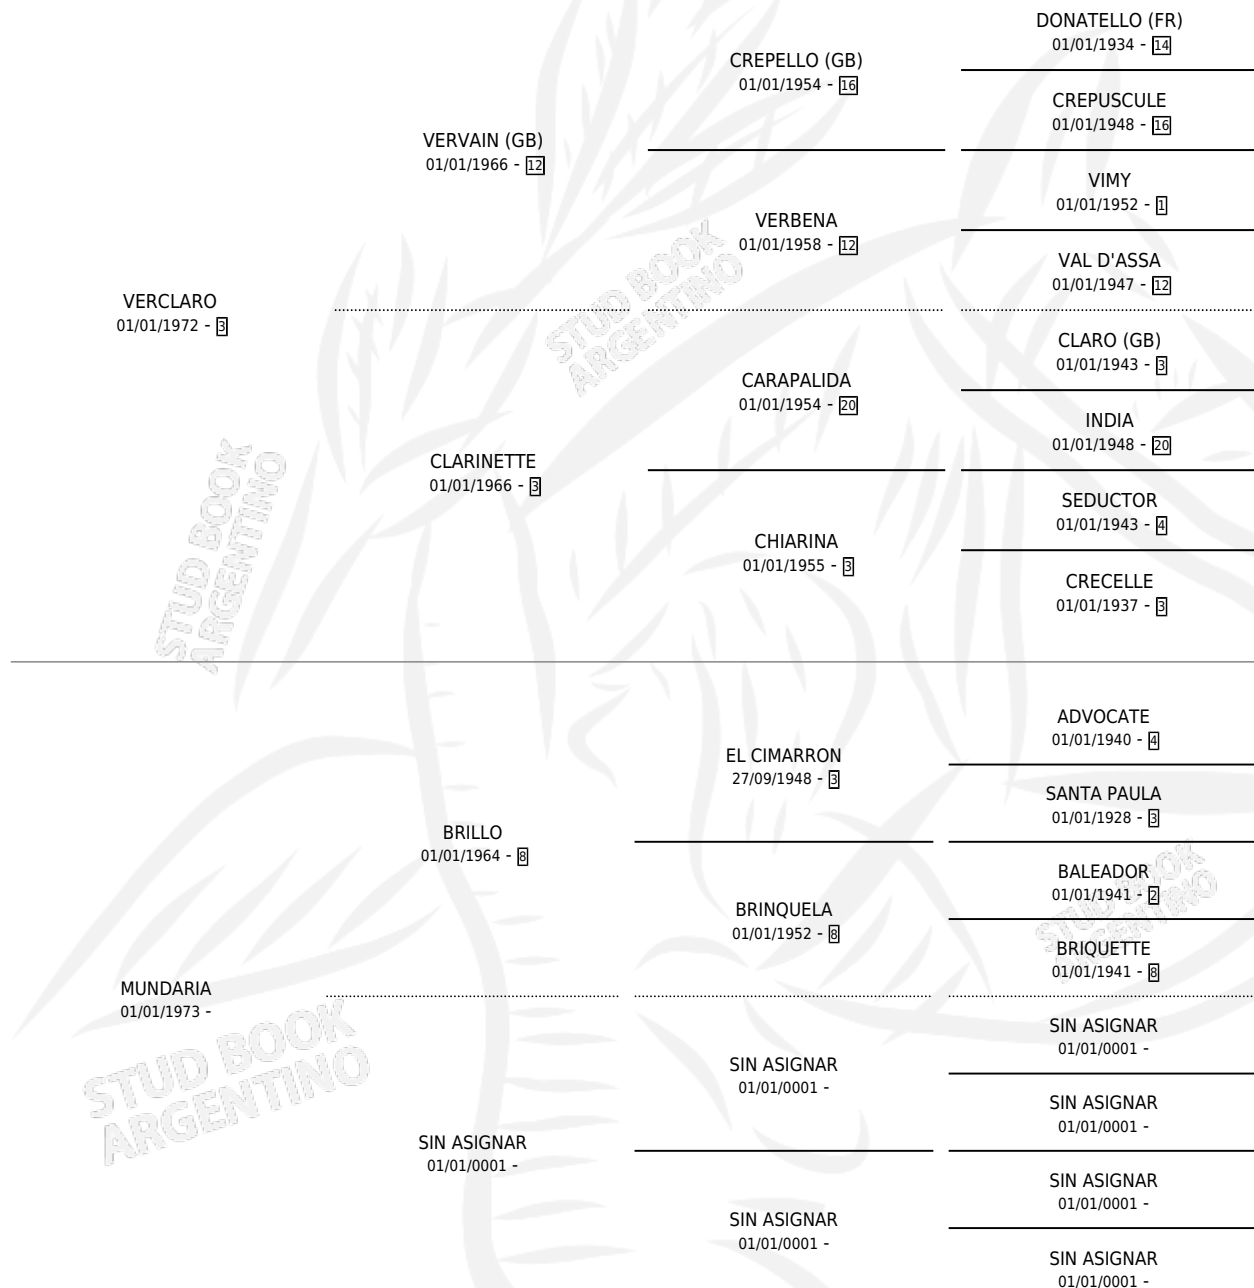 DONATELLO (FR)
01/01/1934 - 14
CREPELLO (GB)
01/01/1954 - 16
CREPUSCULE
01/01/1948 - 16
VERVAIN (GB)
01/01/1966 - 12
VIMY
01/01/1952 - 1
VERBENA
01/01/1958 - 12
VAL D'ASSA
01/01/1947 - 12
VERCLARO
01/01/1972 - 3
CLARO (GB)
01/01/1943 - 3
CARAPALIDA
01/01/1954 - 20
INDIA
01/01/1948 - 20
CLARINETTE
01/01/1966 - 3
SEDUCTOR
01/01/1943 - 4
CHIARINA
01/01/1955 - 3
CRECELLE
01/01/1937 - 3
ADVOCATE
01/01/1940 - 4
EL CIMARRON
27/09/1948 - 3
SANTA PAULA
01/01/1928 - 3
BRILLO
01/01/1964 - 8
BALEADOR
01/01/1941 - 2
BRINQUELA
01/01/1952 - 8
BRIQUETTE
01/01/1941 - 8
MUNDARIA
01/01/1973 -
SIN ASIGNAR
01/01/0001 -
SIN ASIGNAR
01/01/0001 -
SIN ASIGNAR
01/01/0001 -
SIN ASIGNAR
01/01/0001 -
SIN ASIGNAR
01/01/0001 -
SIN ASIGNAR
01/01/0001 -
SIN ASIGNAR
01/01/0001 -
STUD BOOK
ARGENTINO
STUD BOOK
ARGENTINO
STUD BOOK
ARGENTINO
STUD BOOK
ARGENTINO